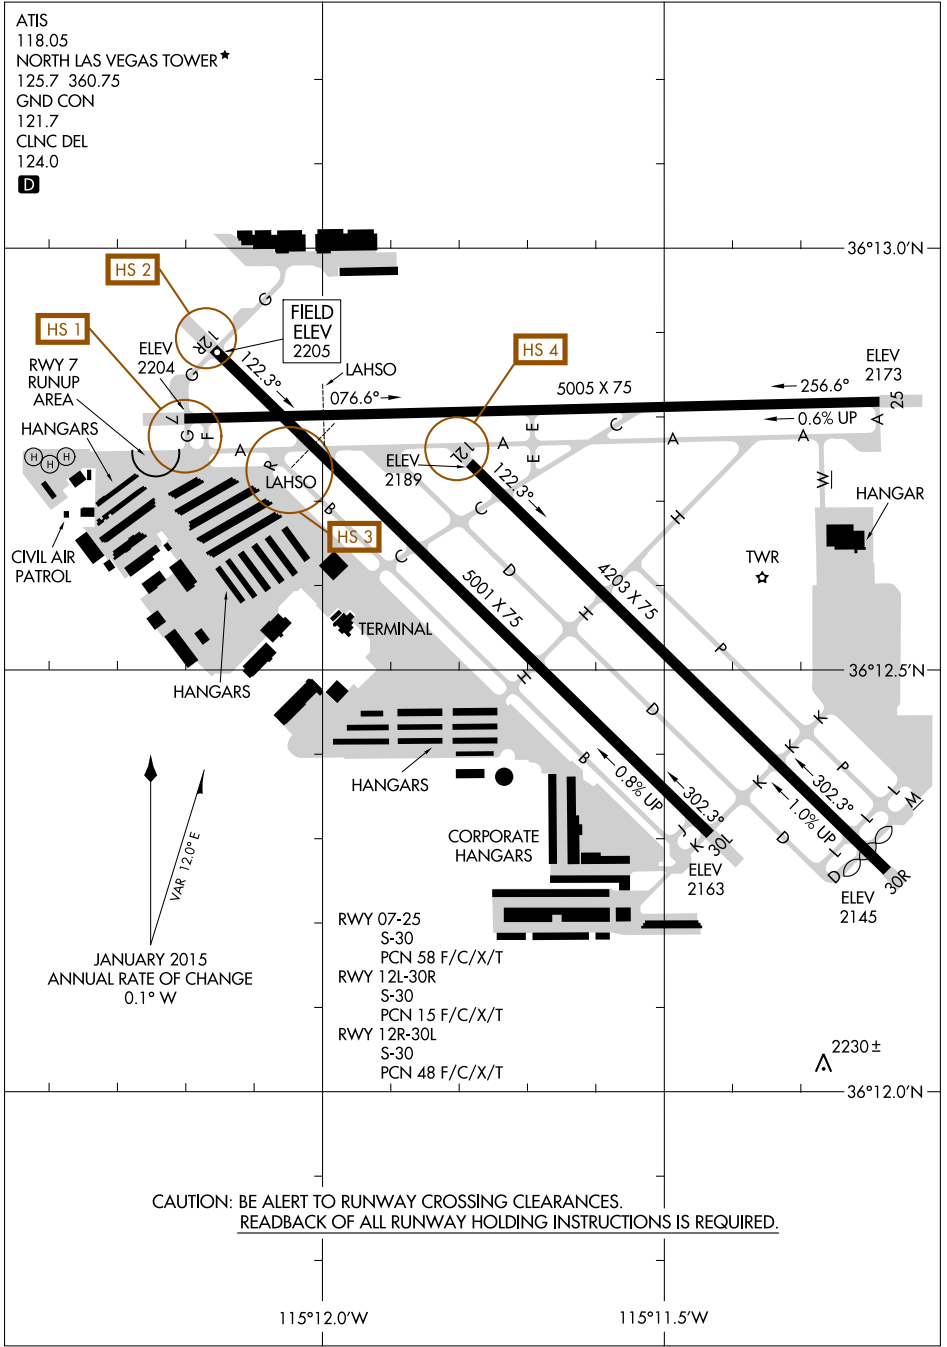 ATIS
118.05
NORTH LAS VEGAS TOWER★
125.7 360.75
GND CON
121.7
CLNC DEL
124.0
D
36°13.0'N
HS 2
G
HS 1
FIELD
ELEV
2205
12R
ELEV
2204
G
122.3°
LAHSO
HS 4
RWY 7
RUNUP
AREA
076.6°
5005 X 75
256.6°
ELEV
2173
25
0.6% UP
HANGARS
7
G
F
A
R
LAHSO
12L
A
E
E
C
A
A
A
H
H
H
ELEV
2189
122.3°
W
HANGAR
B
C
C
HS 3
H
D
CIVIL AIR
PATROL
TWR
5001 X 75
4203 X 75
H
TERMINAL
P
HANGARS
H
36°12.5'N
D
K
K
K
P
B
HANGARS
0.8% UP
302.3°
302.3°
1.0% UP
L
M
L
L
D
VAR 12.0° E
CORPORATE
HANGARS
L
K
30L
ELEV
2163
30R
ELEV
2145
RWY 07-25
S-30
PCN 58 F/C/X/T
RWY 12L-30R
S-30
PCN 15 F/C/X/T
RWY 12R-30L
S-30
PCN 48 F/C/X/T
JANUARY 2015
ANNUAL RATE OF CHANGE
0.1° W
2230 ±
36°12.0'N
CAUTION: BE ALERT TO RUNWAY CROSSING CLEARANCES.
READBACK OF ALL RUNWAY HOLDING INSTRUCTIONS IS REQUIRED.
115°12.0'W
115°11.5'W